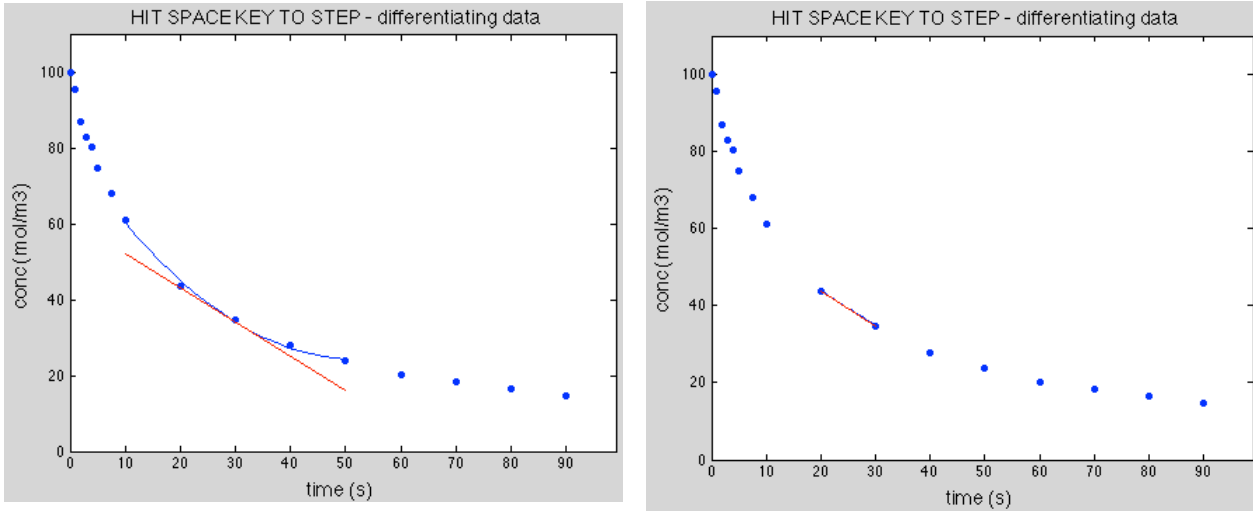 HIT SPACE KEY TO STEP - differentiating data
100
80
60
40
20
0
conc (mol/m3)
0 10 20 30 40 50 60 70 80 90
time (s)
HIT SPACE KEY TO STEP - differentiating data
100
80
60
40
20
0
conc (mol/m3)
0 10 20 30 40 50 60 70 80 90
time (s)